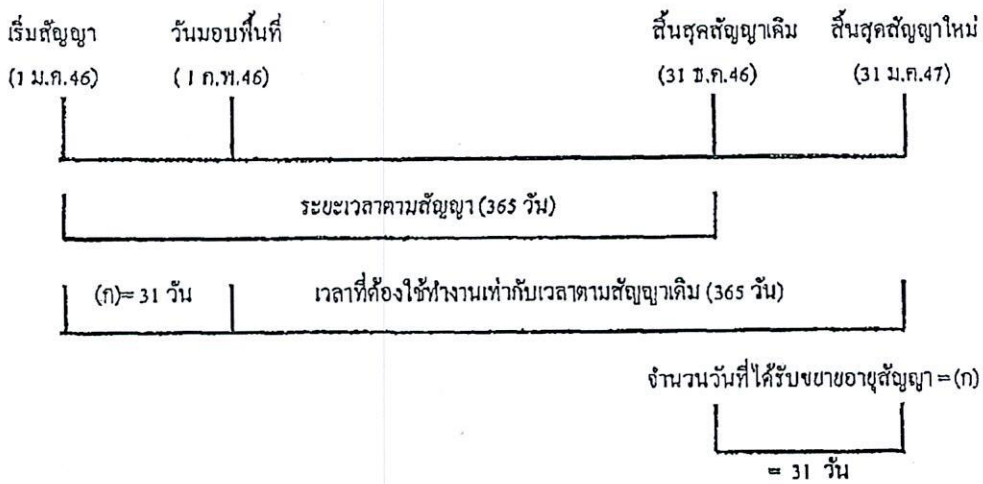 เริ่มสัญญา วันมอบพื้นที่ สิ้นสุดสัญญาเดิม สิ้นสุดสัญญาใหม่
(1 ม.ค.46) (1 ก.พ.46) (31 ธ.ค.46) (31 ม.ค.47)
ระยะเวลาตามสัญญา (365 วัน)
(ก)= 31 วัน เวลาที่ต้องใช้ทำงานเท่ากับเวลาตามสัญญาเดิม (365 วัน)
จำนวนวันที่ได้รับขยายอายุสัญญา = (ก)
= 31 วัน